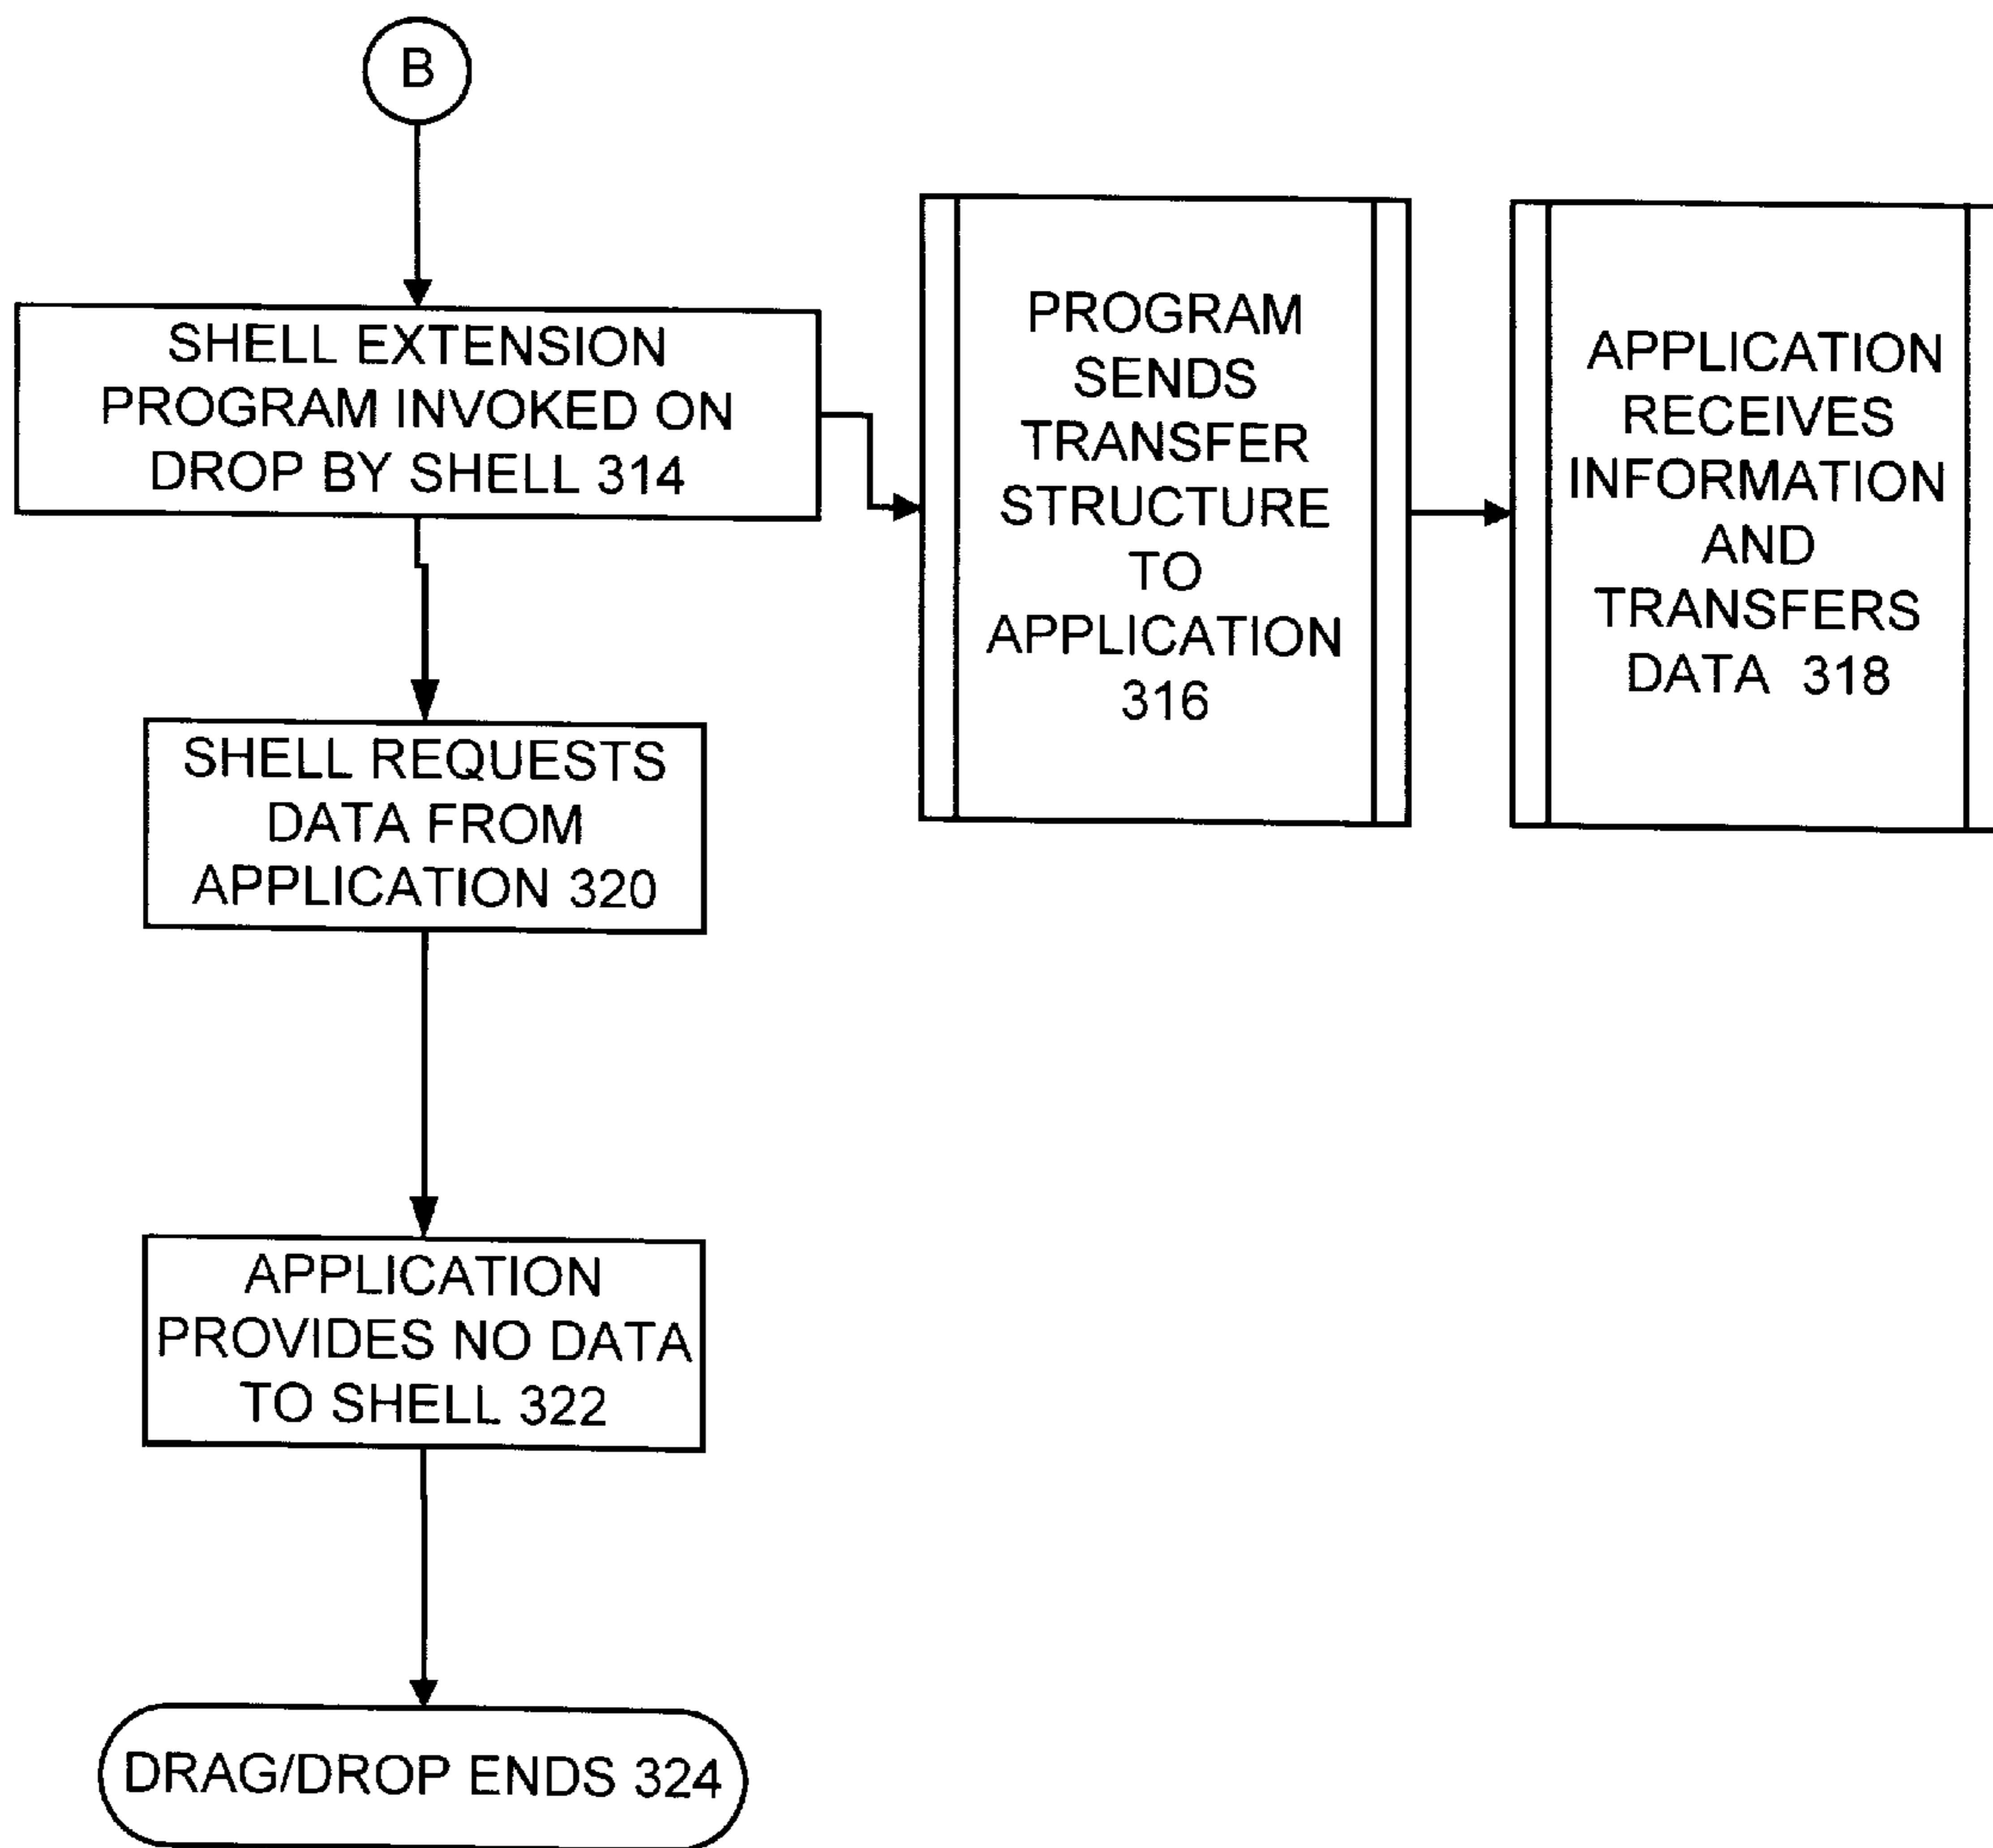 B
SHELL EXTENSION
PROGRAM INVOKED ON
DROP BY SHELL 314
PROGRAM
SENDS
TRANSFER
STRUCTURE
TO
APPLICATION
316
APPLICATION
RECEIVES
INFORMATION
AND
TRANSFERS
DATA 318
SHELL REQUESTS
DATA FROM
APPLICATION 320
APPLICATION
PROVIDES NO DATA
TO SHELL 322
DRAG/DROP ENDS 324